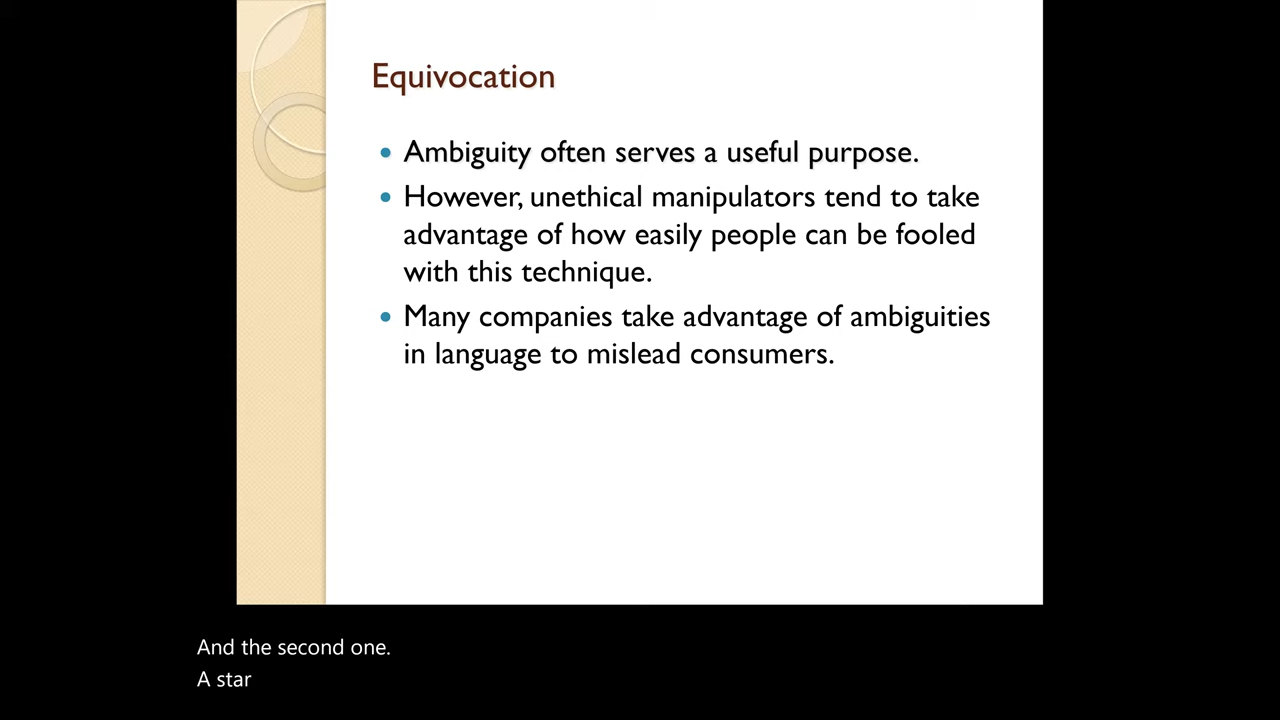 Equivocation
Ambiguity often serves a useful purpose.
However, unethical manipulators tend to take
advantage of how easily people can be fooled
with this technique.
Many companies take advantage of ambiguities
in language to mislead consumers.
And the second one.
A star